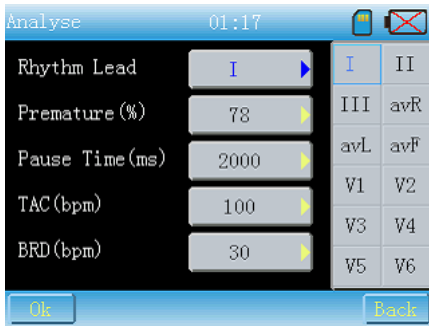 Analyse 01:17
Rhythm Lead I
Premature(%) 78
Pause Time(ms) 2000
TAC(bpm) 100
BRD(bpm) 30
I II
III avR
avL avF
V1 V2
V3 V4
V5 V6
Ok Back